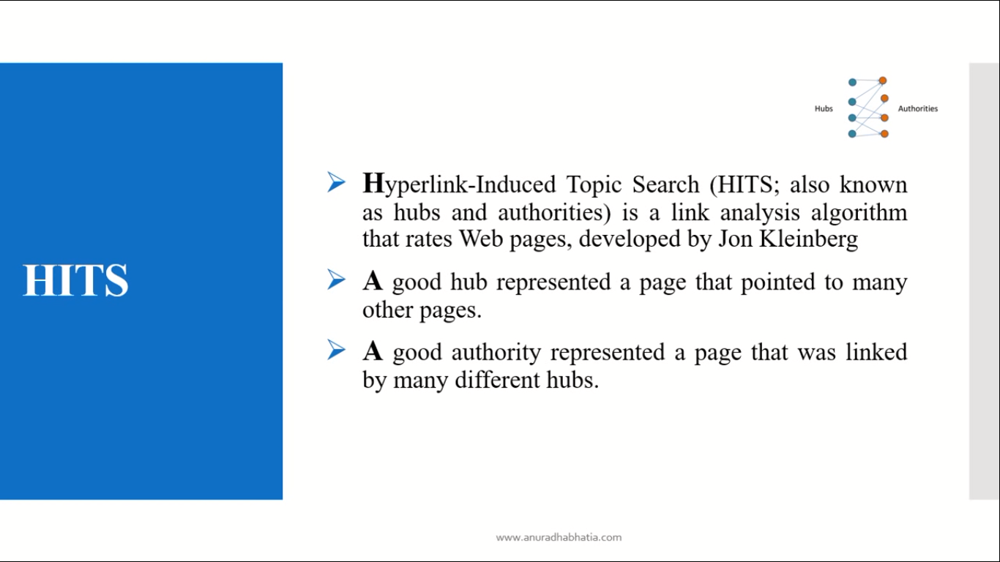 Hubs
Authorities
HITS
Hyperlink-Induced Topic Search (HITS; also known
as hubs and authorities) is a link analysis algorithm
that rates Web pages, developed by Jon Kleinberg
A good hub represented a page that pointed to many
other pages.
A good authority represented a page that was linked
by many different hubs.
www.anuradhabhatia.com